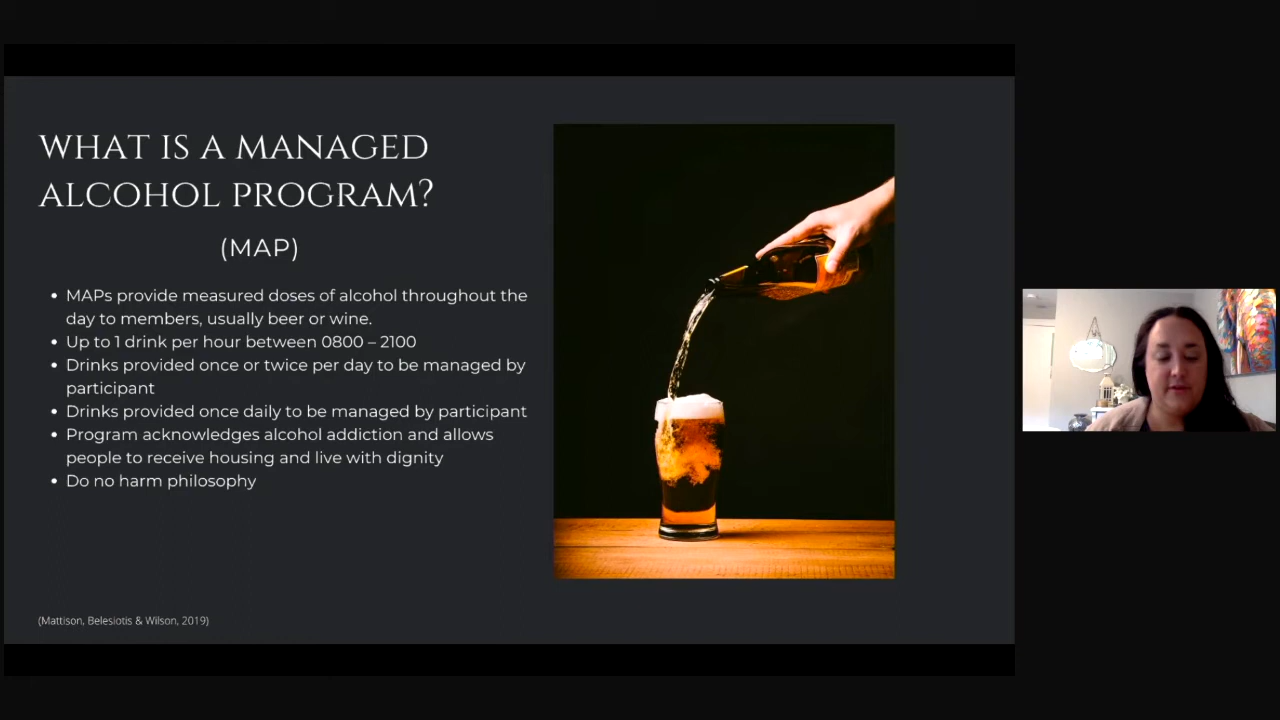 WHAT IS A MANAGED
ALCOHOL PROGRAM?
(MAP)
• MAPs provide measured doses of alcohol throughout the
day to members, usually beer or wine.
• Up to 1 drink per hour between 0800 – 2100
• Drinks provided once or twice per day to be managed by
participant
• Drinks provided once daily to be managed by participant
• Program acknowledges alcohol addiction and allows
people to receive housing and live with dignity
• Do no harm philosophy
(Mattison, Belesiotis & Wilson, 2019)